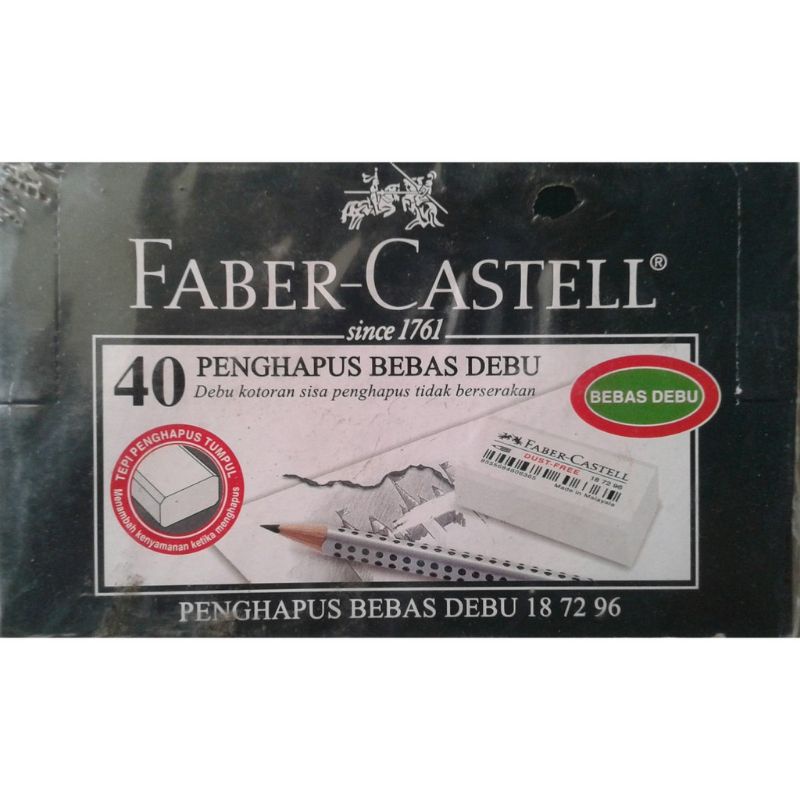 FABER-CASTELL®
since 1761
40 PENGHAPUS BEBAS DEBU
Debu kotoran sisa penghapus tidak berserakan
BEBAS DEBU
TEPI PENGHAPUS TUMPUL
Menambah kenyamanan ketika menghapus
FABER-CASTELL
DUST-FREE 18 72 96
Made in Malaysia
PENGHAPUS BEBAS DEBU 18 72 96